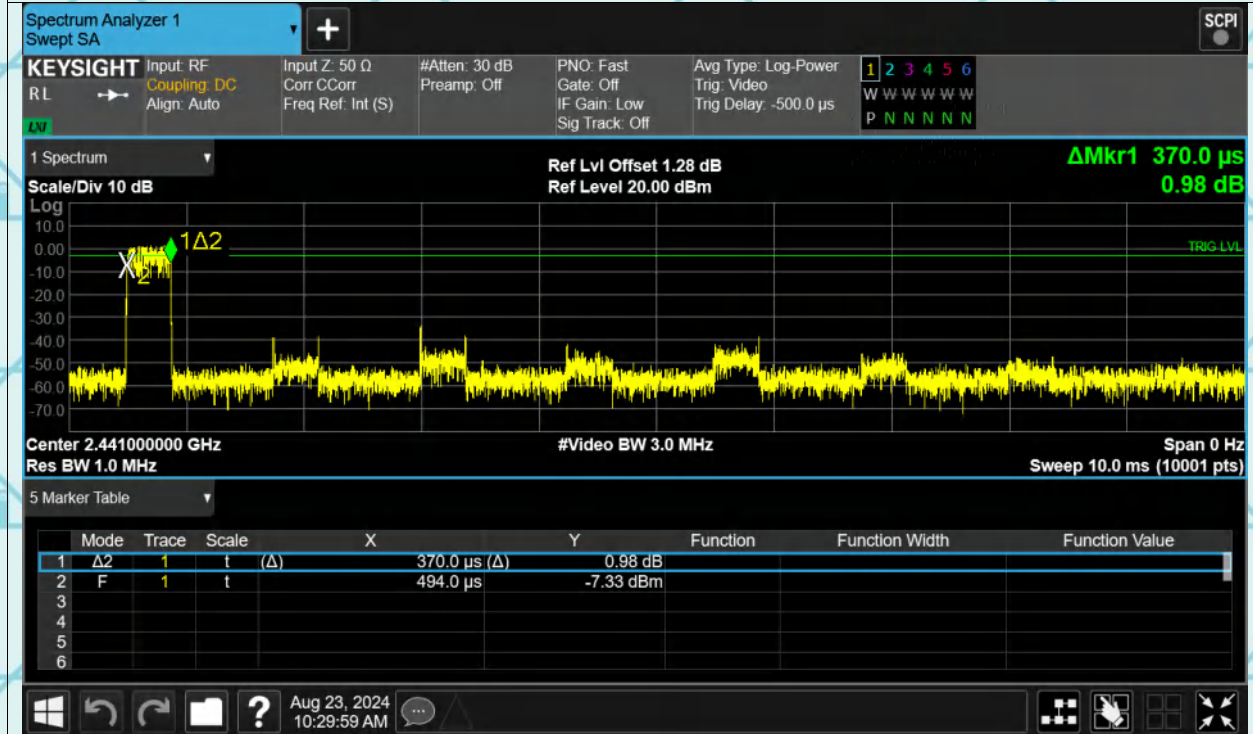 Spectrum Analyzer 1
Swept SA
+
SCPI
KEYSIGHT
RL
LXI
Input: RF
Coupling: DC
Align: Auto
Input Z: 50 Ω
Corr CCorr
Freq Ref: Int (S)
#Atten: 30 dB
Preamp: Off
PNO: Fast
Gate: Off
IF Gain: Low
Sig Track: Off
Avg Type: Log-Power
Trig: Video
Trig Delay: -500.0 µs
1 2 3 4 5 6
W W W W W W
P N N N N N
1 Spectrum
Scale/Div 10 dB
Ref Lvl Offset 1.28 dB
Ref Level 20.00 dBm
ΔMkr1 370.0 µs
0.98 dB
Log
10.0
0.00
-10.0
-20.0
-30.0
-40.0
-50.0
-60.0
-70.0
1Δ2
2
TRIG LVL
Center 2.441000000 GHz
#Video BW 3.0 MHz
Span 0 Hz
Res BW 1.0 MHz
Sweep 10.0 ms (10001 pts)
5 Marker Table
Mode Trace Scale X Y Function Function Width Function Value
1 Δ2 1 t (Δ) 370.0 µs (Δ) 0.98 dB
2 F 1 t 494.0 µs -7.33 dBm
3
4
5
6
?
Aug 23, 2024
10:29:59 AM